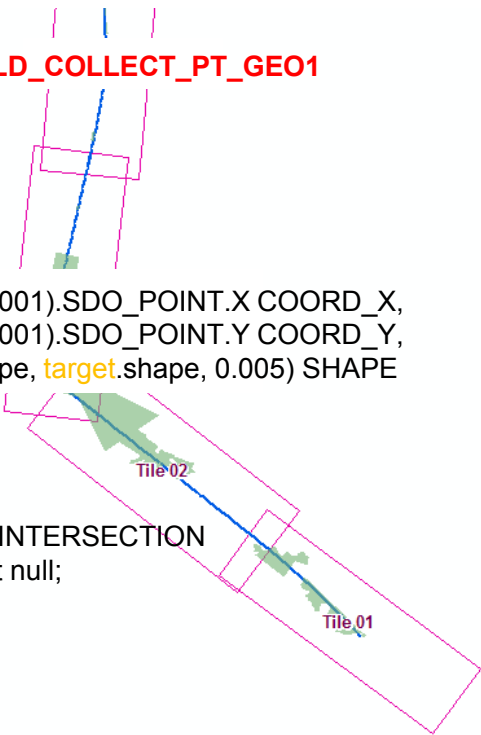 LD_COLLECT_PT_GEO1
001).SDO_POINT.X COORD_X,
001).SDO_POINT.Y COORD_Y,
pe, target.shape, 0.005) SHAPE
Tile 02
INTERSECTION
t null;
Tile 01